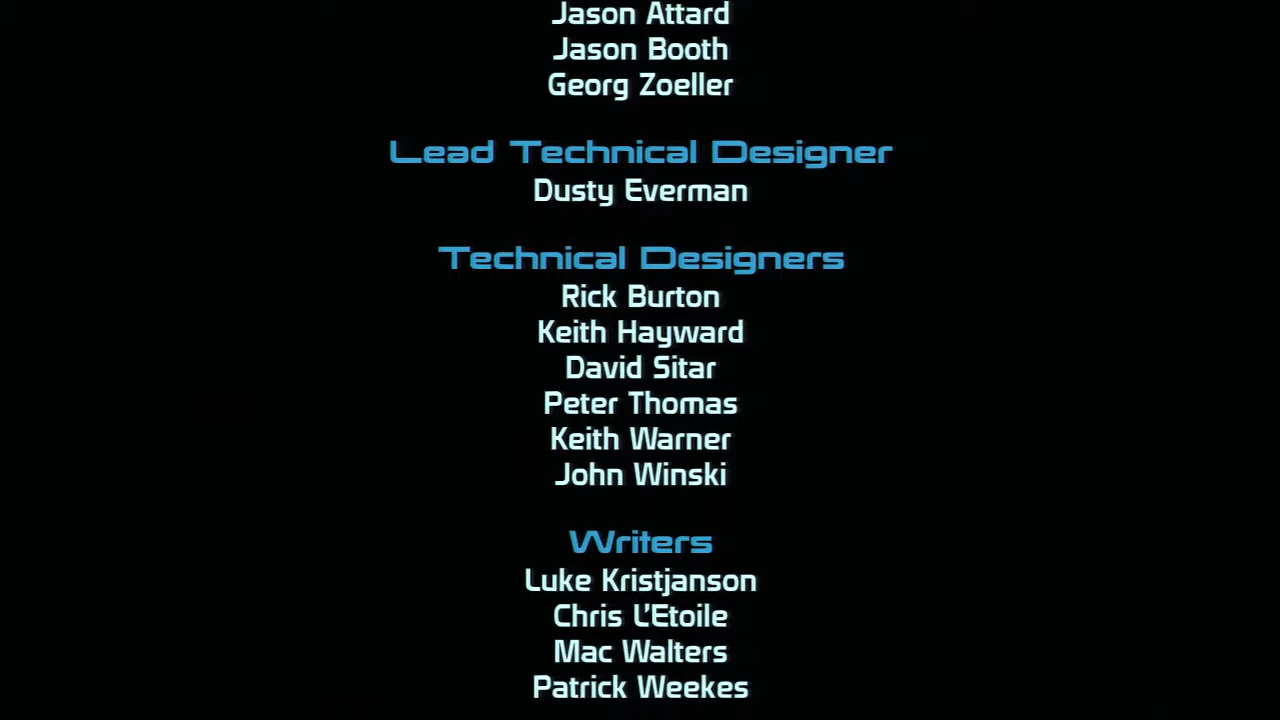 Jason Attard
Jason Booth
Georg Zoeller
Lead Technical Designer
Dusty Everman
Technical Designers
Rick Burton
Keith Hayward
David Sitar
Peter Thomas
Keith Warner
John Winski
Writers
Luke Kristjanson
Chris L'Etoile
Mac Walters
Patrick Weekes